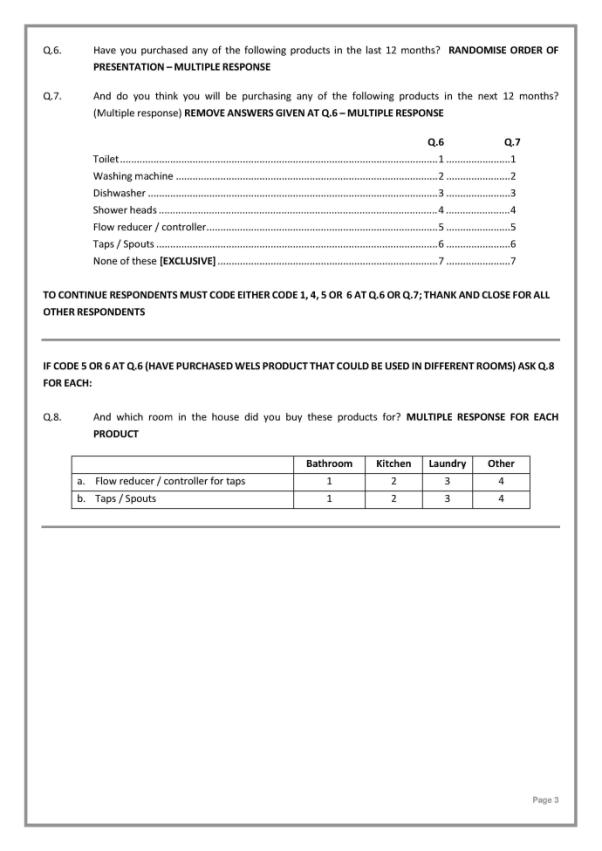 Q.6. Have you purchased any of the following products in the last 12 months? RANDOMISE ORDER OF
PRESENTATION – MULTIPLE RESPONSE
Q.7. And do you think you will be purchasing any of the following products in the next 12 months?
(Multiple response) REMOVE ANSWERS GIVEN AT Q.6 – MULTIPLE RESPONSE
Q.6 Q.7
Toilet 1 1
Washing machine 2 2
Dishwasher 3 3
Shower heads 4 4
Flow reducer / controller 5 5
Taps / Spouts 6 6
None of these [EXCLUSIVE] 7 7
TO CONTINUE RESPONDENTS MUST CODE EITHER CODE 1, 4, 5 OR 6 AT Q.6 OR Q.7; THANK AND CLOSE FOR ALL
OTHER RESPONDENTS
IF CODE 5 OR 6 AT Q.6 (HAVE PURCHASED WELS PRODUCT THAT COULD BE USED IN DIFFERENT ROOMS) ASK Q.8
FOR EACH:
Q.8. And which room in the house did you buy these products for? MULTIPLE RESPONSE FOR EACH
PRODUCT
Bathroom Kitchen Laundry Other
a. Flow reducer / controller for taps 1 2 3 4
b. Taps / Spouts 1 2 3 4
Page 3